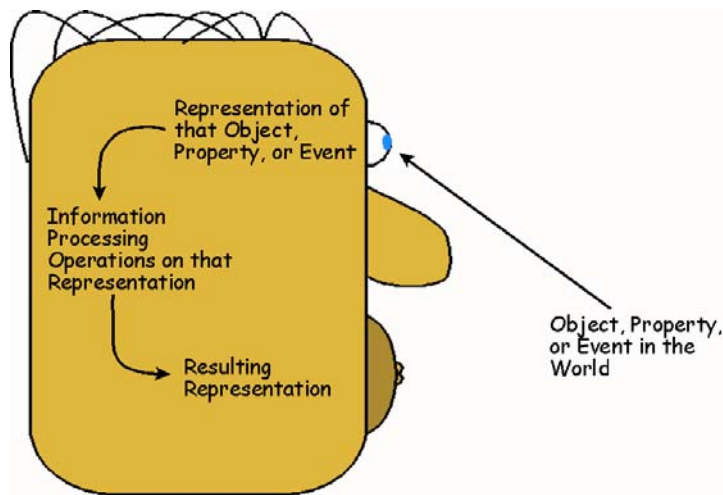 Representation of
that Object,
Property, or Event
Information
Processing
Operations on that
Representation
Resulting
Representation
Object, Property,
or Event in the
World